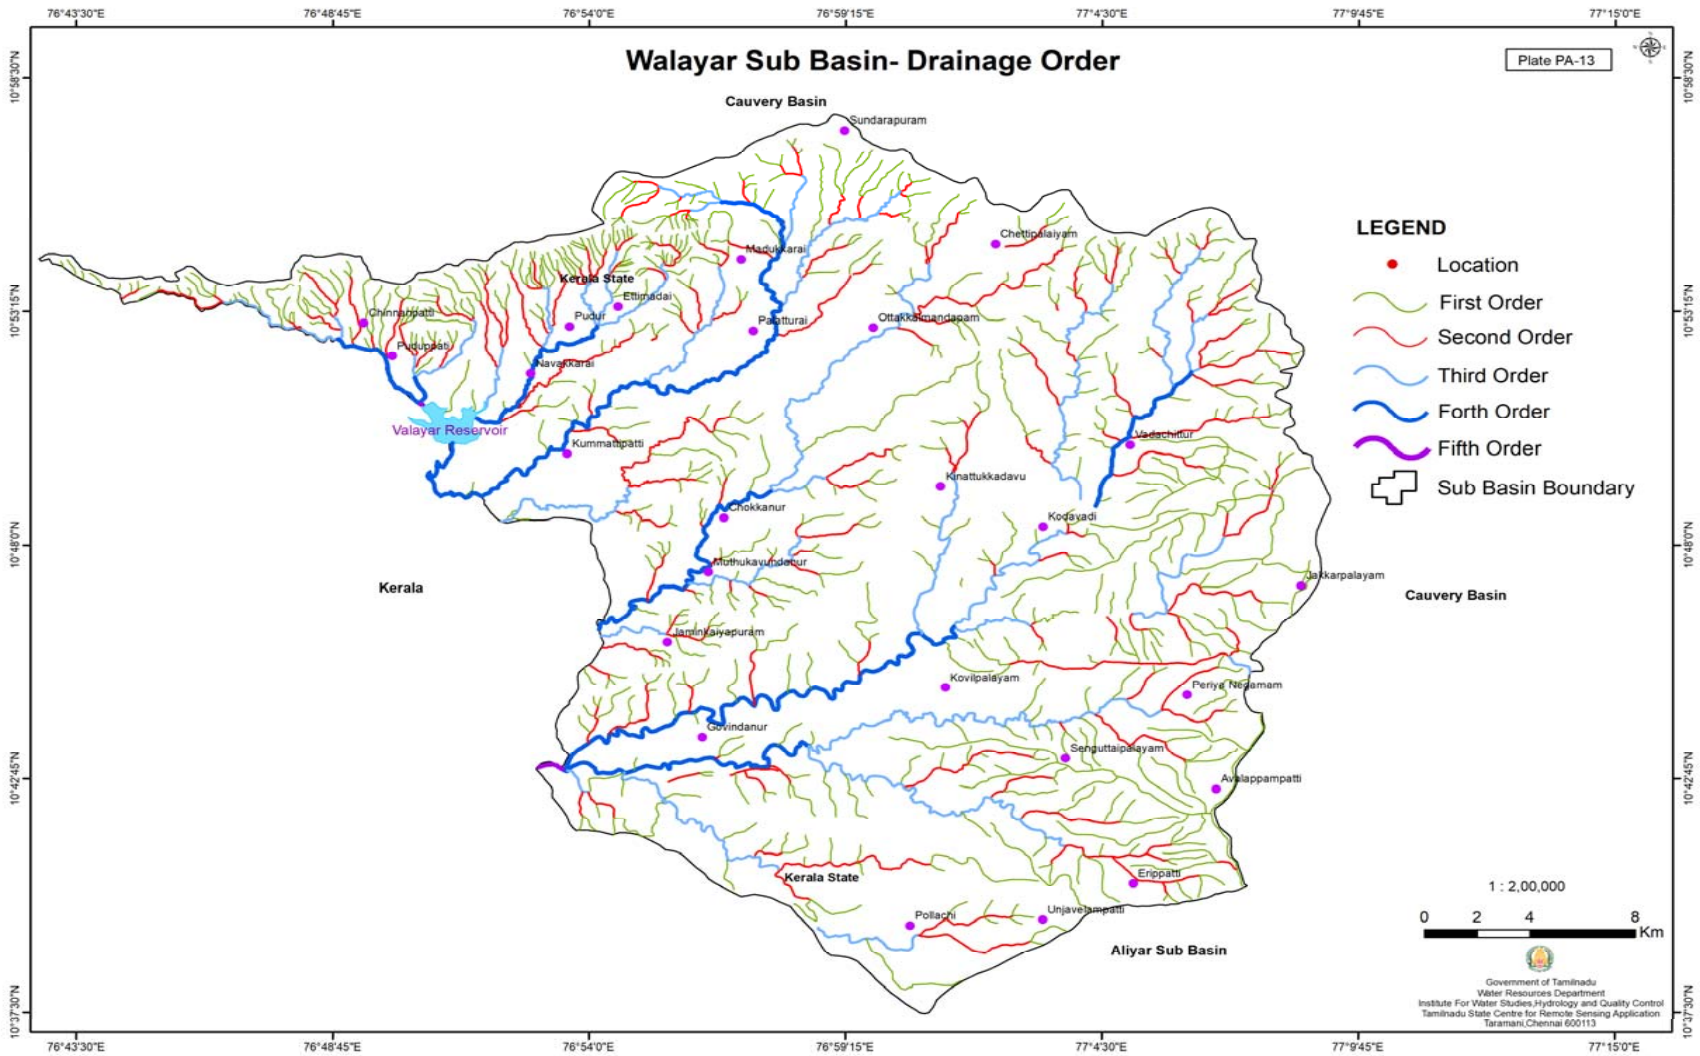 76°43'30"E 76°48'45"E 76°54'0"E 76°59'15"E 77°4'30"E 77°9'45"E 77°15'0"E
10°58'30"N
10°58'30"N
Walayar Sub Basin- Drainage Order
Plate PA-13
Cauvery Basin
Sundarapuram
LEGEND
Location
First Order
Second Order
Third Order
Forth Order
Fifth Order
Sub Basin Boundary
Chettipalaiyam
Madukkarai
Kerala State
Ettimadai
10°53'15"N
10°53'15"N
Chinnanpatti
Pudur
Palatturai
Ottakkalmandapam
Puduppati
Navakkarai
Valayar Reservoir
Kummattipatti
Vadachittur
Kinattukkadavu
Chokkanur
Kodavadi
10°48'0"N
10°48'0"N
Muthukavundanur
Jakkarpalayam
Kerala
Cauvery Basin
Jaminkaiyapuram
Kovilpalayam
Periya Negamam
Govindanur
Senguttaipalayam
10°42'45"N
10°42'45"N
Avalappampatti
Kerala State
Erippatti
Pollachi
Unjavelampatti
Aliyar Sub Basin
1 : 2,00,000
0 2 4 8
Km
Government of Tamilnadu
Water Resources Department
Institute For Water Studies,Hydrology and Quality Control
Tamilnadu State Centre for Remote Sensing Application
Taramani,Chennai 600113
10°37'30"N
10°37'30"N
76°43'30"E 76°48'45"E 76°54'0"E 76°59'15"E 77°4'30"E 77°9'45"E 77°15'0"E